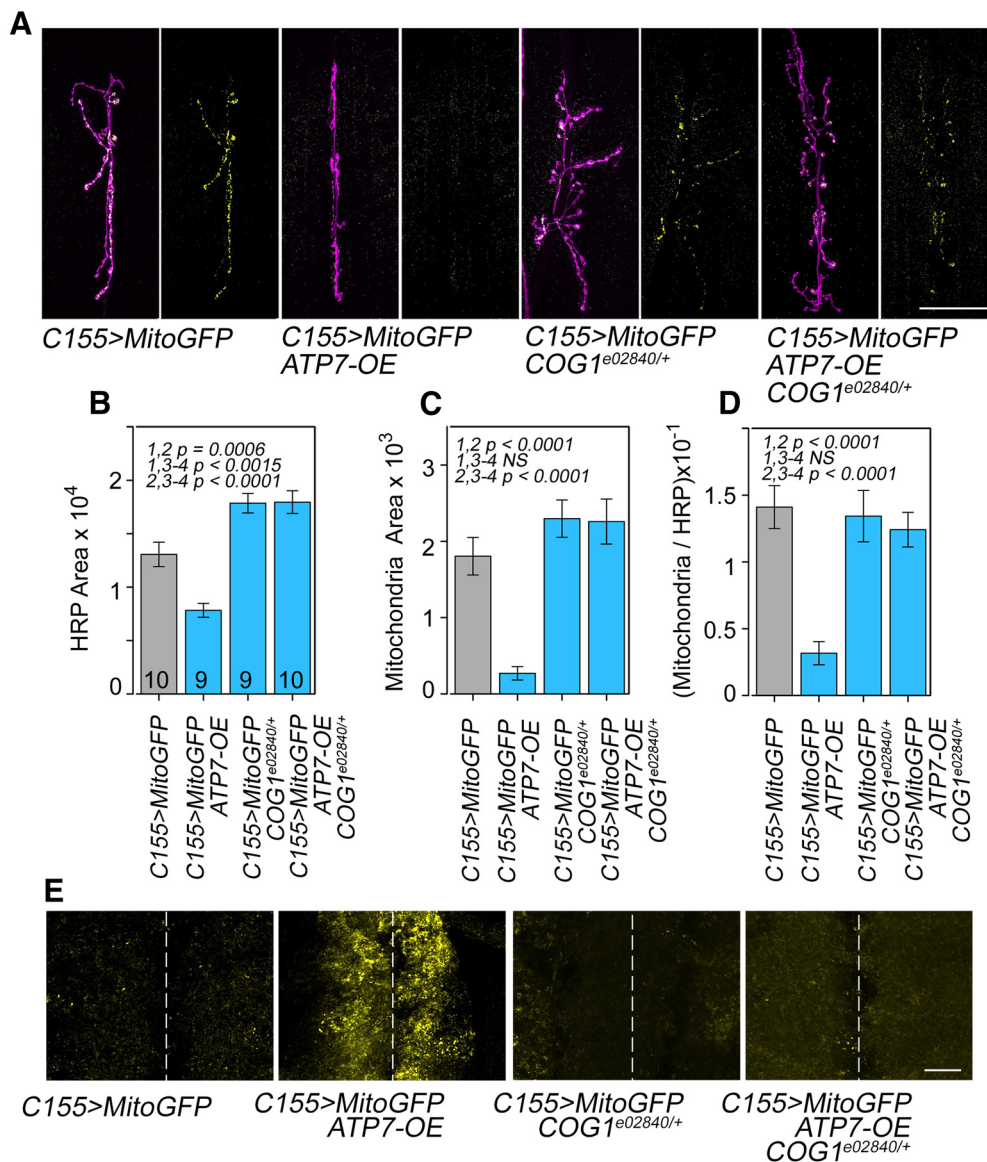 A
C155>MitoGFP
C155>MitoGFP
ATP7-OE
C155>MitoGFP
COG1e02840/+
C155>MitoGFP
ATP7-OE
COG1e02840/+
B
HRP Area x 10⁴
2
1
0
1,2 p = 0.0006
1,3-4 p < 0.0015
2,3-4 p < 0.0001
10
9
9
10
C155>MitoGFP
C155>MitoGFP
ATP7-OE
C155>MitoGFP
COG1e02840/+
C155>MitoGFP
ATP7-OE
COG1e02840/+
C
Mitochondria Area x 10³
3
2
1
0
1,2 p < 0.0001
1,3-4 NS
2,3-4 p < 0.0001
C155>MitoGFP
C155>MitoGFP
ATP7-OE
C155>MitoGFP
COG1e02840/+
C155>MitoGFP
ATP7-OE
COG1e02840/+
D
(Mitochondria / HRP)x10⁻¹
1.5
1
0.5
0
1,2 p < 0.0001
1,3-4 NS
2,3-4 p < 0.0001
C155>MitoGFP
C155>MitoGFP
ATP7-OE
C155>MitoGFP
COG1e02840/+
C155>MitoGFP
ATP7-OE
COG1e02840/+
E
C155>MitoGFP
C155>MitoGFP
ATP7-OE
C155>MitoGFP
COG1e02840/+
C155>MitoGFP
ATP7-OE
COG1e02840/+